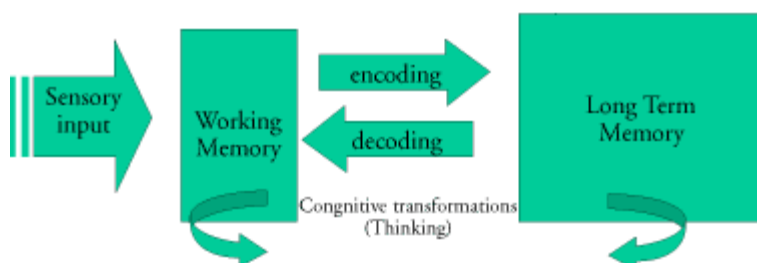 Sensory
input
Working
Memory
encoding
decoding
Long Term
Memory
Congnitive transformations
(Thinking)